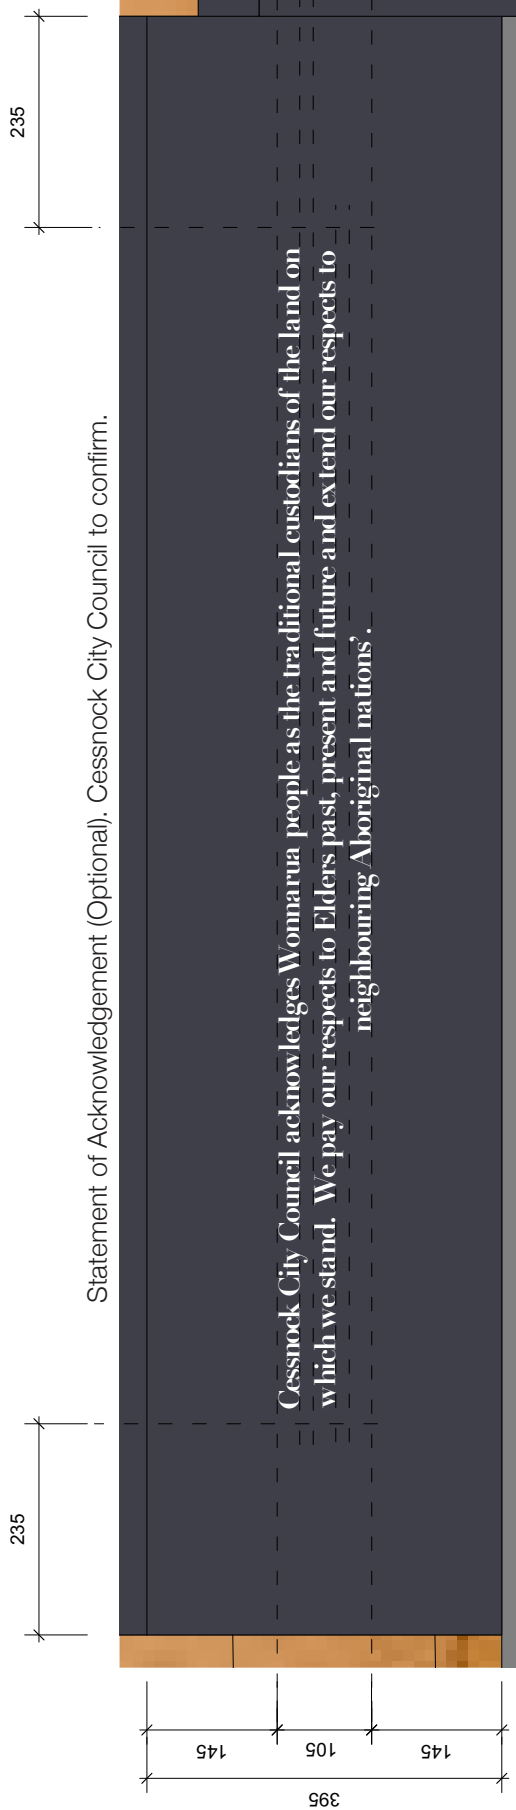 Statement of Acknowledgement (Optional). Cessnock City Council to confirm.
235
235
Cessnock City Council acknowledges Wonnarua people as the traditional custodians of the land on
which we stand. We pay our respects to Elders past, present and future and extend our respects to
neighbouring Aboriginal nations’.
145
105
145
395